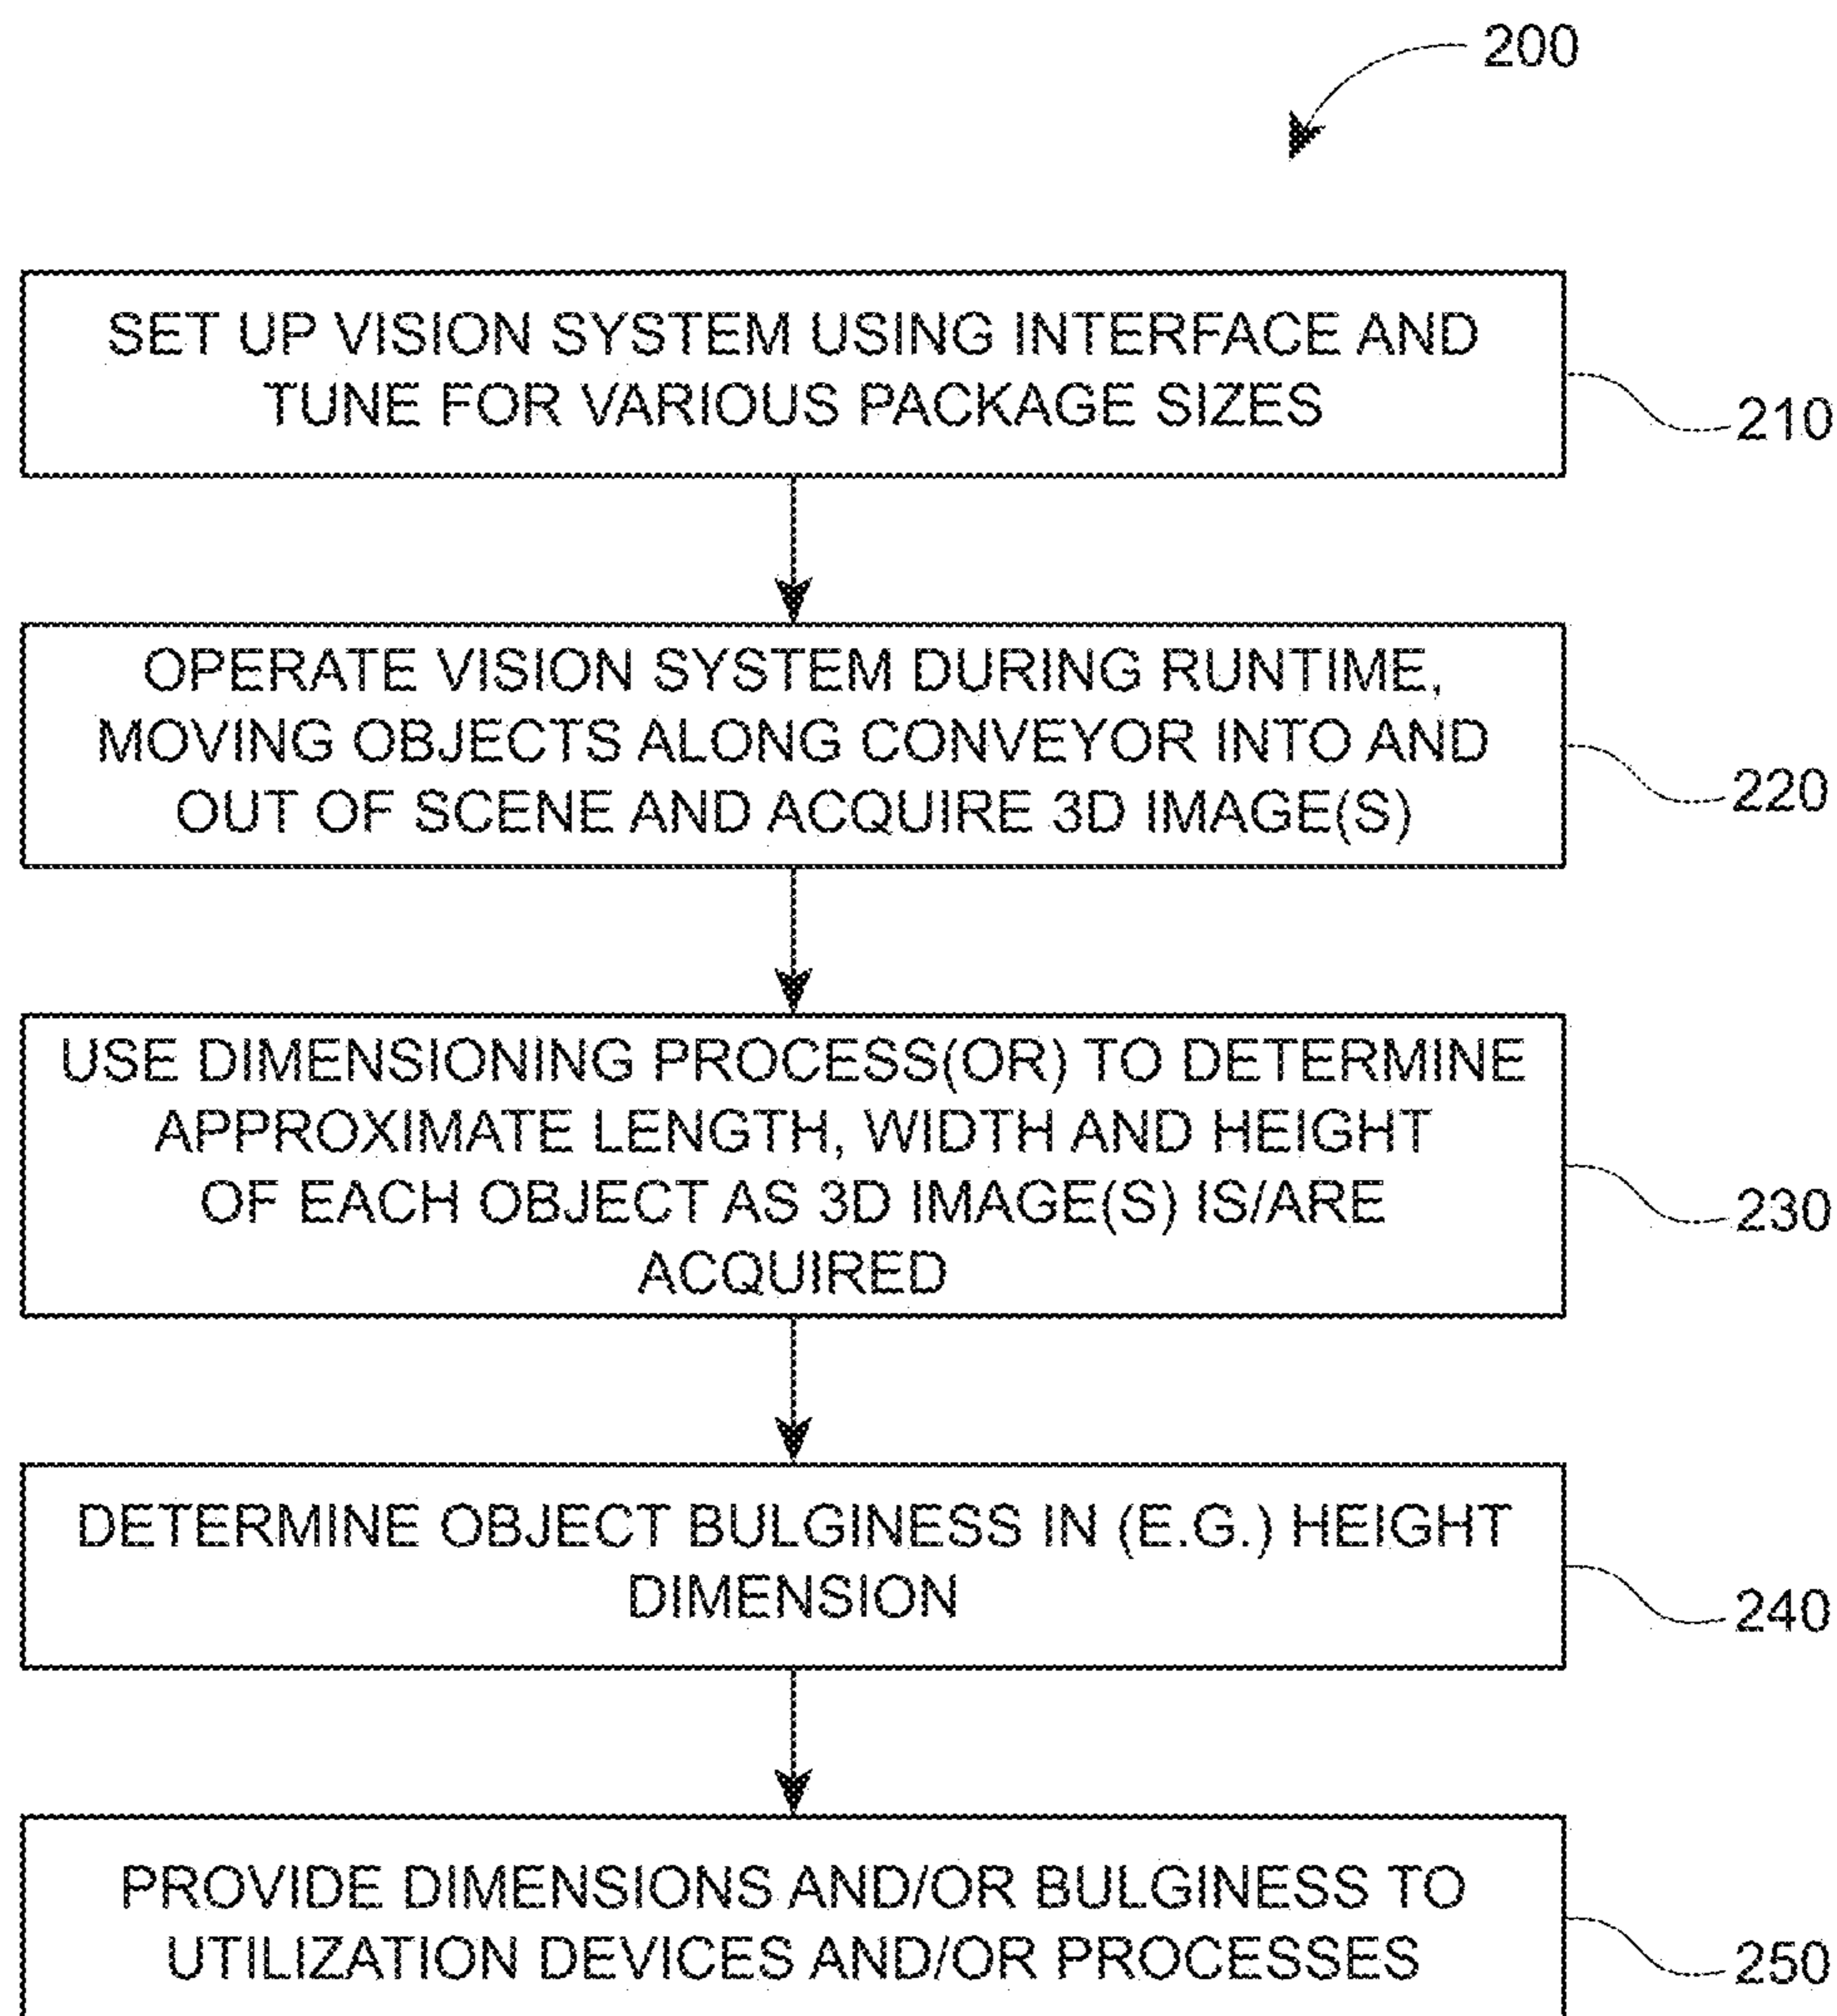 200
SET UP VISION SYSTEM USING INTERFACE AND
TUNE FOR VARIOUS PACKAGE SIZES
210
OPERATE VISION SYSTEM DURING RUNTIME,
MOVING OBJECTS ALONG CONVEYOR INTO AND
OUT OF SCENE AND ACQUIRE 3D IMAGE(S)
220
USE DIMENSIONING PROCESS(OR) TO DETERMINE
APPROXIMATE LENGTH, WIDTH AND HEIGHT
OF EACH OBJECT AS 3D IMAGE(S) IS/ARE
ACQUIRED
230
DETERMINE OBJECT BULGINESS IN (E.G.) HEIGHT
DIMENSION
240
PROVIDE DIMENSIONS AND/OR BULGINESS TO
UTILIZATION DEVICES AND/OR PROCESSES
250